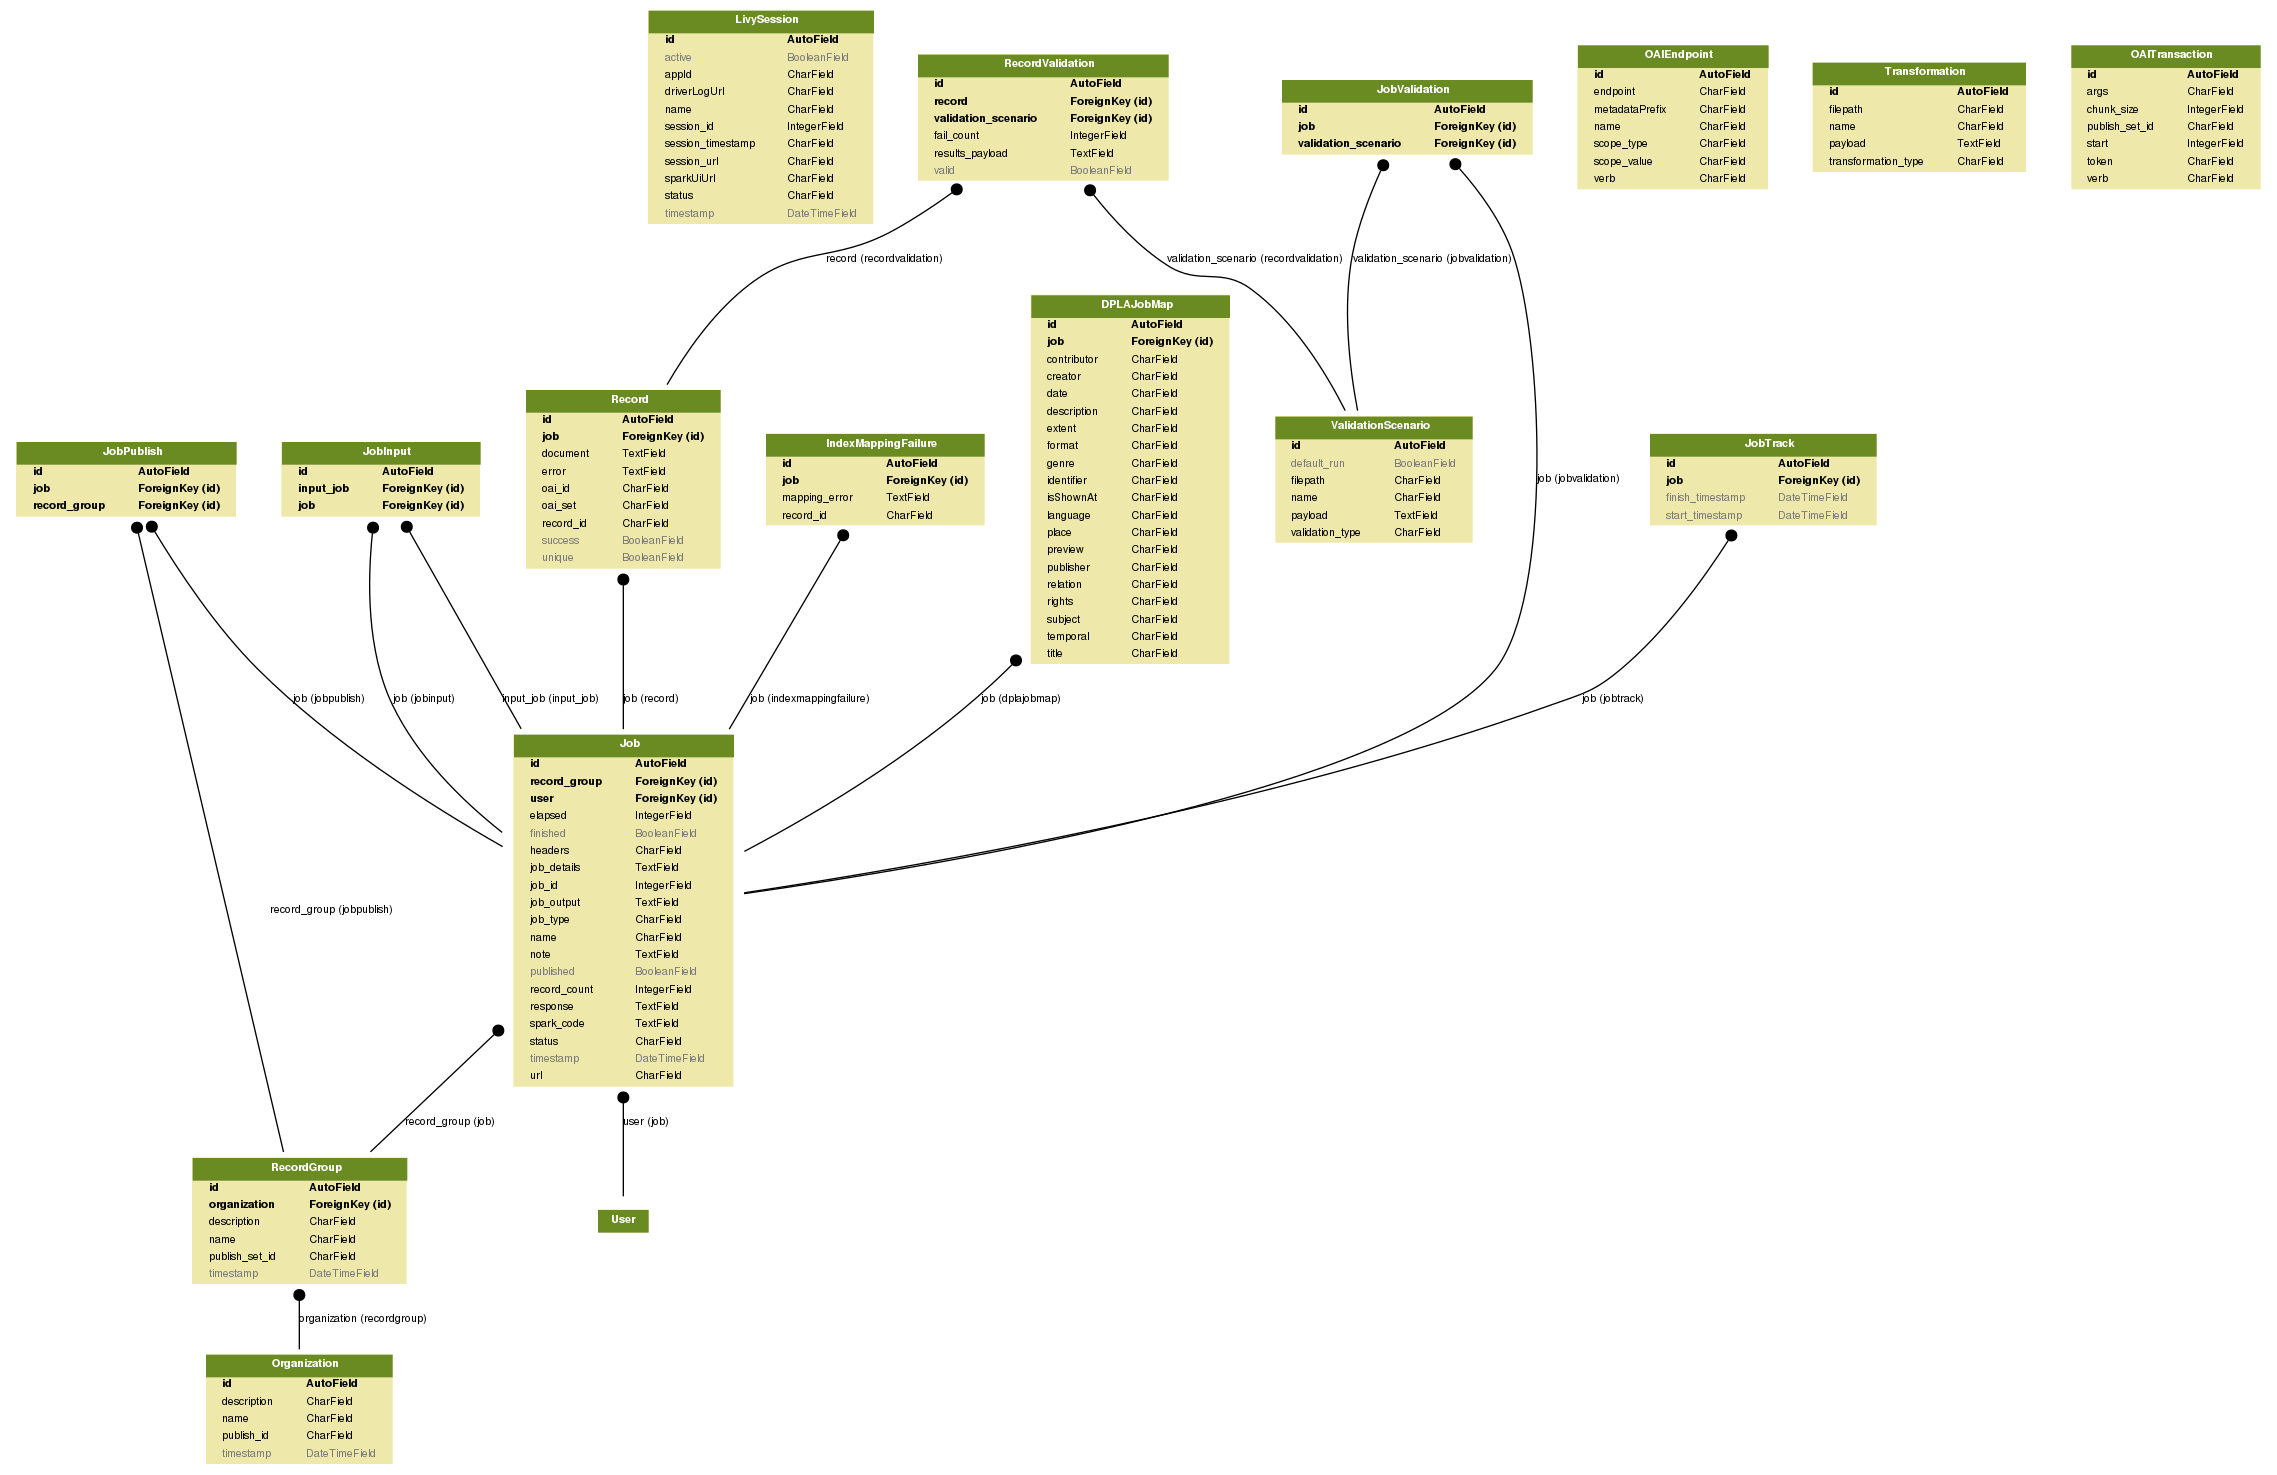 LivySession
id AutoField
active BooleanField
appId CharField
driverLogUrl CharField
name CharField
session_id IntegerField
session_timestamp CharField
session_url CharField
sparkUiUrl CharField
status CharField
timestamp DateTimeField
RecordValidation
id AutoField
record ForeignKey (id)
validation_scenario ForeignKey (id)
fail_count IntegerField
results_payload TextField
valid BooleanField
JobValidation
id AutoField
job ForeignKey (id)
validation_scenario ForeignKey (id)
OAIEndpoint
id AutoField
endpoint CharField
metadataPrefix CharField
name CharField
scope_type CharField
scope_value CharField
verb CharField
Transformation
id AutoField
filepath CharField
name CharField
payload TextField
transformation_type CharField
OAITransaction
id AutoField
args CharField
chunk_size IntegerField
publish_set_id CharField
start IntegerField
token CharField
verb CharField
record (recordvalidation)
validation_scenario (recordvalidation)
validation_scenario (jobvalidation)
DPLAJobMap
id AutoField
job ForeignKey (id)
contributor CharField
creator CharField
date CharField
description CharField
extent CharField
format CharField
genre CharField
identifier CharField
isShownAt CharField
language CharField
place CharField
preview CharField
publisher CharField
relation CharField
rights CharField
subject CharField
temporal CharField
title CharField
JobPublish
id AutoField
job ForeignKey (id)
record_group ForeignKey (id)
JobInput
id AutoField
input_job ForeignKey (id)
job ForeignKey (id)
Record
id AutoField
job ForeignKey (id)
document TextField
error TextField
oai_id CharField
oai_set CharField
record_id CharField
success BooleanField
unique BooleanField
IndexMappingFailure
id AutoField
job ForeignKey (id)
mapping_error TextField
record_id CharField
ValidationScenario
id AutoField
default_run BooleanField
filepath CharField
name CharField
payload TextField
validation_type CharField
job (jobvalidation)
JobTrack
id AutoField
job ForeignKey (id)
finish_timestamp DateTimeField
start_timestamp DateTimeField
job (jobpublish)
job (jobinput)
input_job (input_job)
job (record)
job (indexmappingfailure)
job (dplajobmap)
job (jobtrack)
Job
id AutoField
record_group ForeignKey (id)
user ForeignKey (id)
elapsed IntegerField
finished BooleanField
headers CharField
job_details TextField
job_id IntegerField
job_output TextField
job_type CharField
name CharField
note TextField
published BooleanField
record_count IntegerField
response TextField
spark_code TextField
status CharField
timestamp DateTimeField
url CharField
record_group (jobpublish)
record_group (job)
user (job)
RecordGroup
id AutoField
organization ForeignKey (id)
description CharField
name CharField
publish_set_id CharField
timestamp DateTimeField
User
organization (recordgroup)
Organization
id AutoField
description CharField
name CharField
publish_id CharField
timestamp DateTimeField